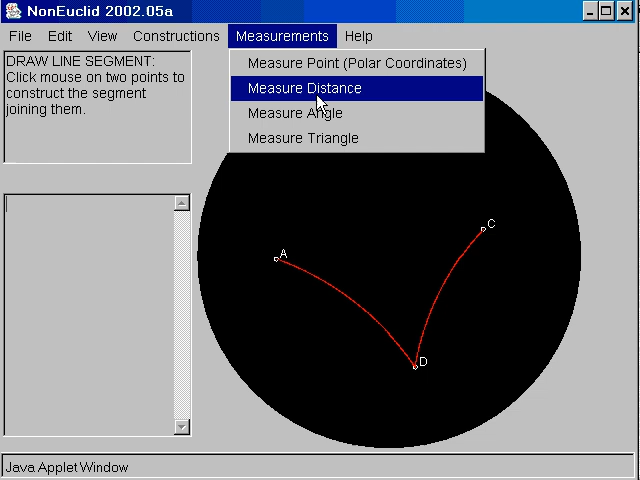 NonEuclid 2002.05a
File Edit View Constructions Measurements Help
DRAW LINE SEGMENT:
Click mouse on two points to
construct the segment
joining them.
Measure Point (Polar Coordinates)
Measure Distance
Measure Angle
Measure Triangle
C
A
D
Java Applet Window